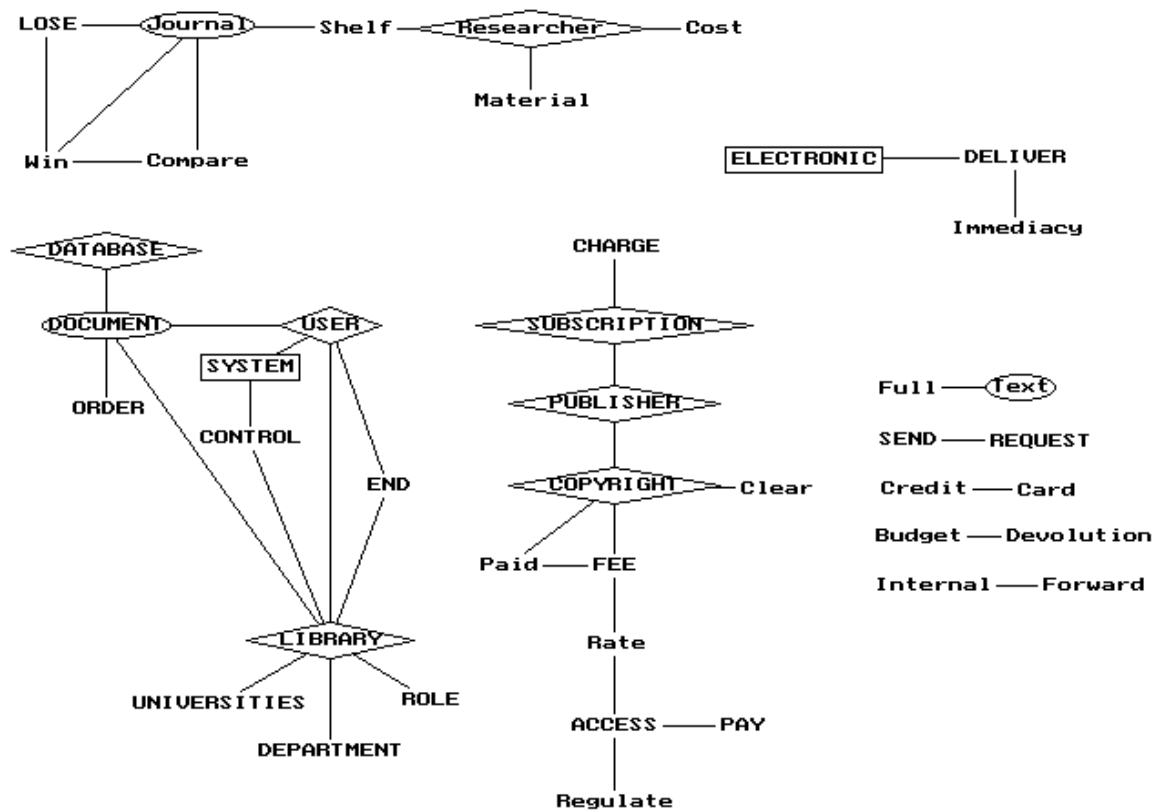 LOSE Journal Shelf Researcher Cost
Material
Win Compare
ELECTRONIC DELIVER
Immediacy
DATABASE
CHARGE
DOCUMENT USER
SUBSCRIPTION
SYSTEM
Full Text
ORDER
PUBLISHER
CONTROL
SEND REQUEST
END
COPYRIGHT Clear
Credit Card
Budget Devolution
Paid FEE
Internal Forward
LIBRARY
Rate
UNIVERSITIES ROLE
ACCESS PAY
DEPARTMENT
Regulate